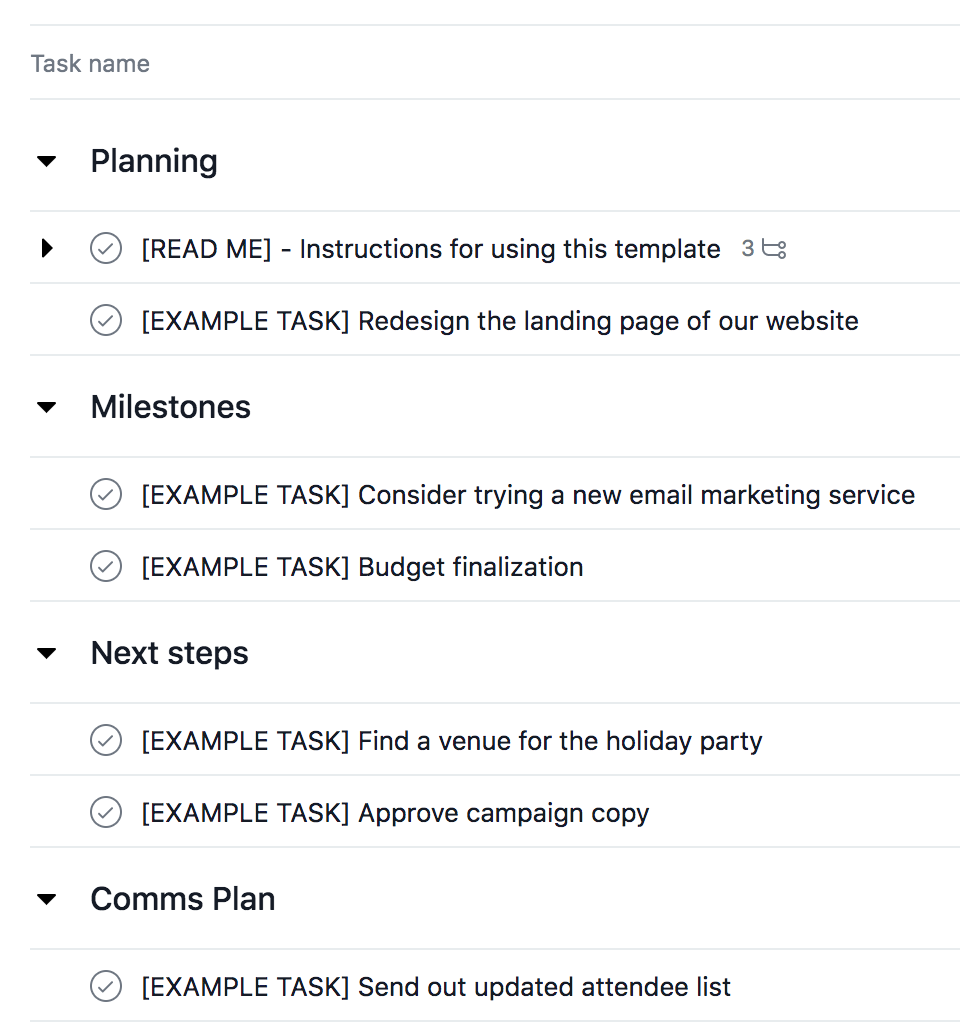 Task name
Planning
[READ ME] - Instructions for using this template 3
[EXAMPLE TASK] Redesign the landing page of our website
Milestones
[EXAMPLE TASK] Consider trying a new email marketing service
[EXAMPLE TASK] Budget finalization
Next steps
[EXAMPLE TASK] Find a venue for the holiday party
[EXAMPLE TASK] Approve campaign copy
Comms Plan
[EXAMPLE TASK] Send out updated attendee list